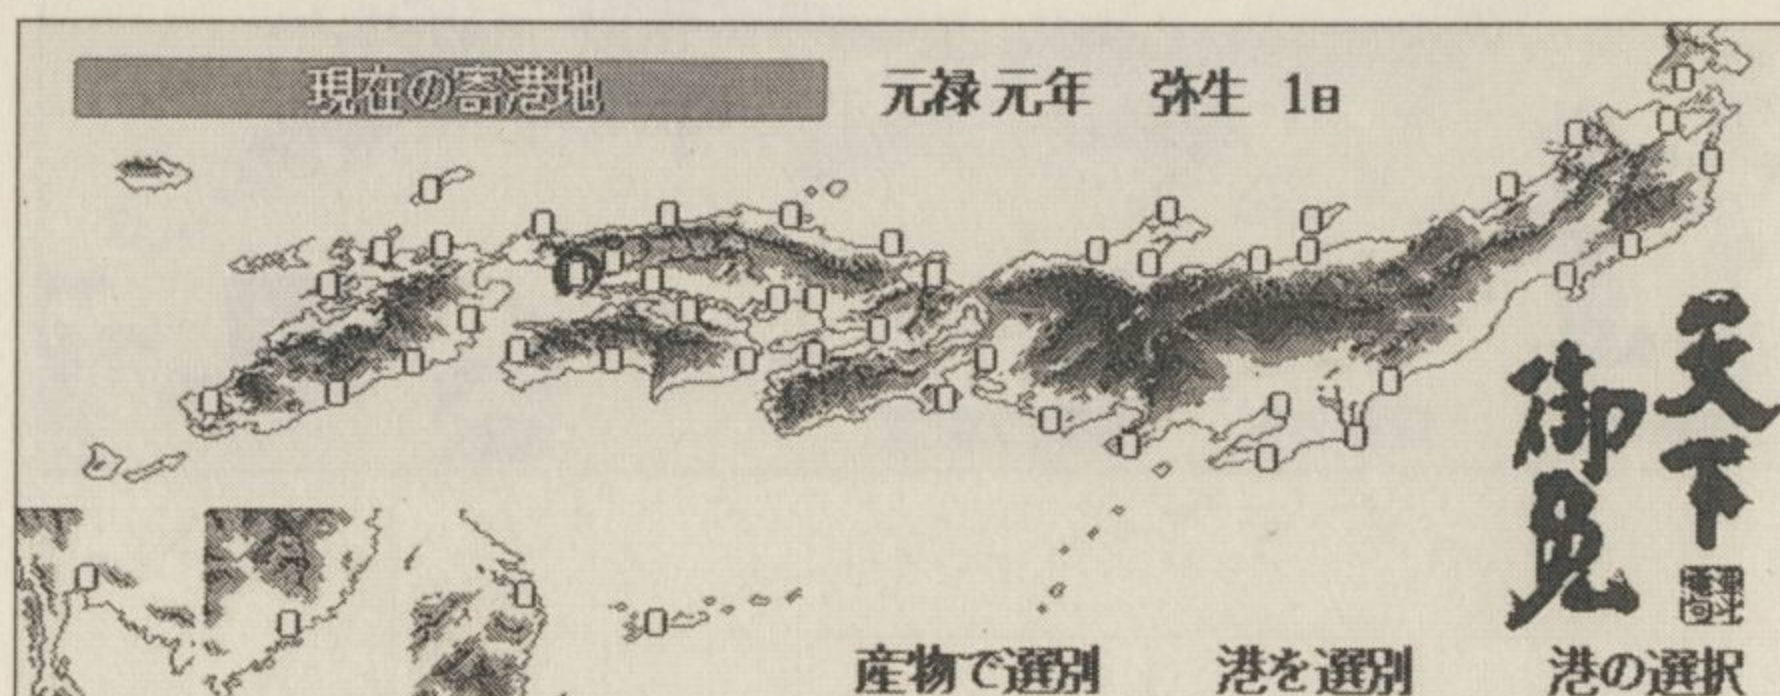 現在の寄港地
元禄元年 弥生 1日
天下
御免
産物で選別
港を選別
港の選択